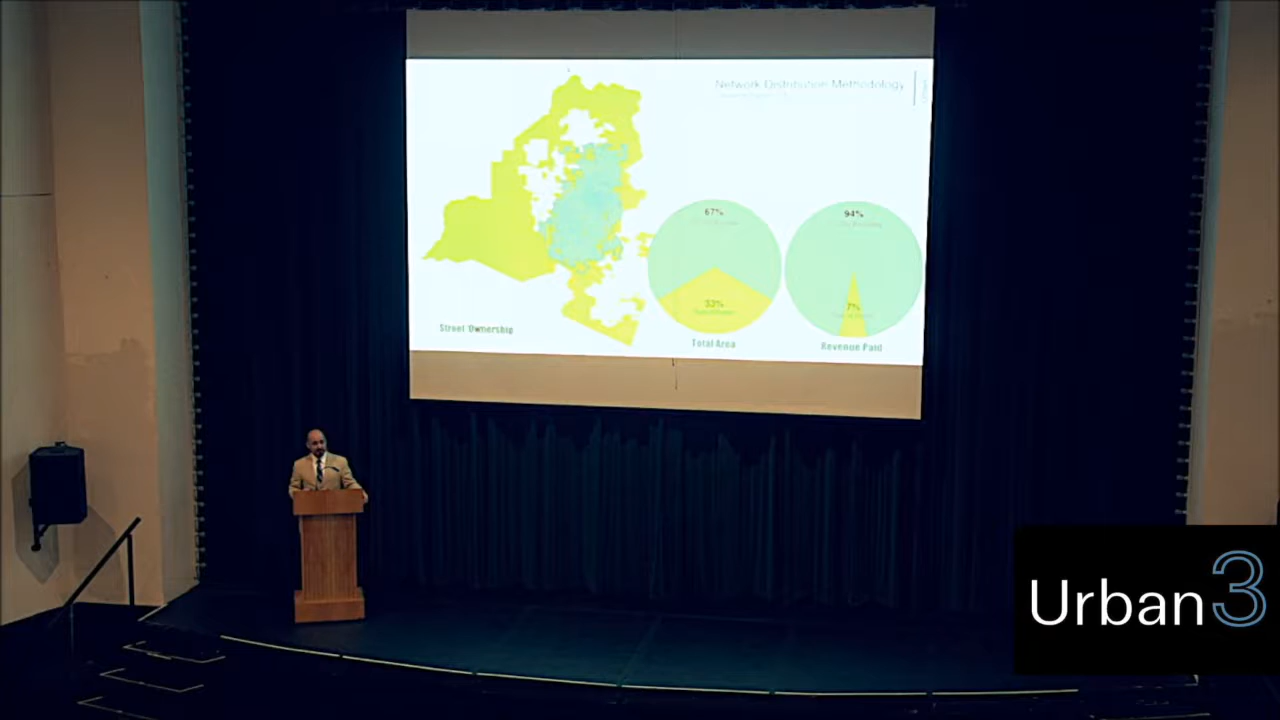 Network Distribution Methodology
67%
94%
33%
7%
Street Ownership
Total Area
Revenue Paid
Urban3